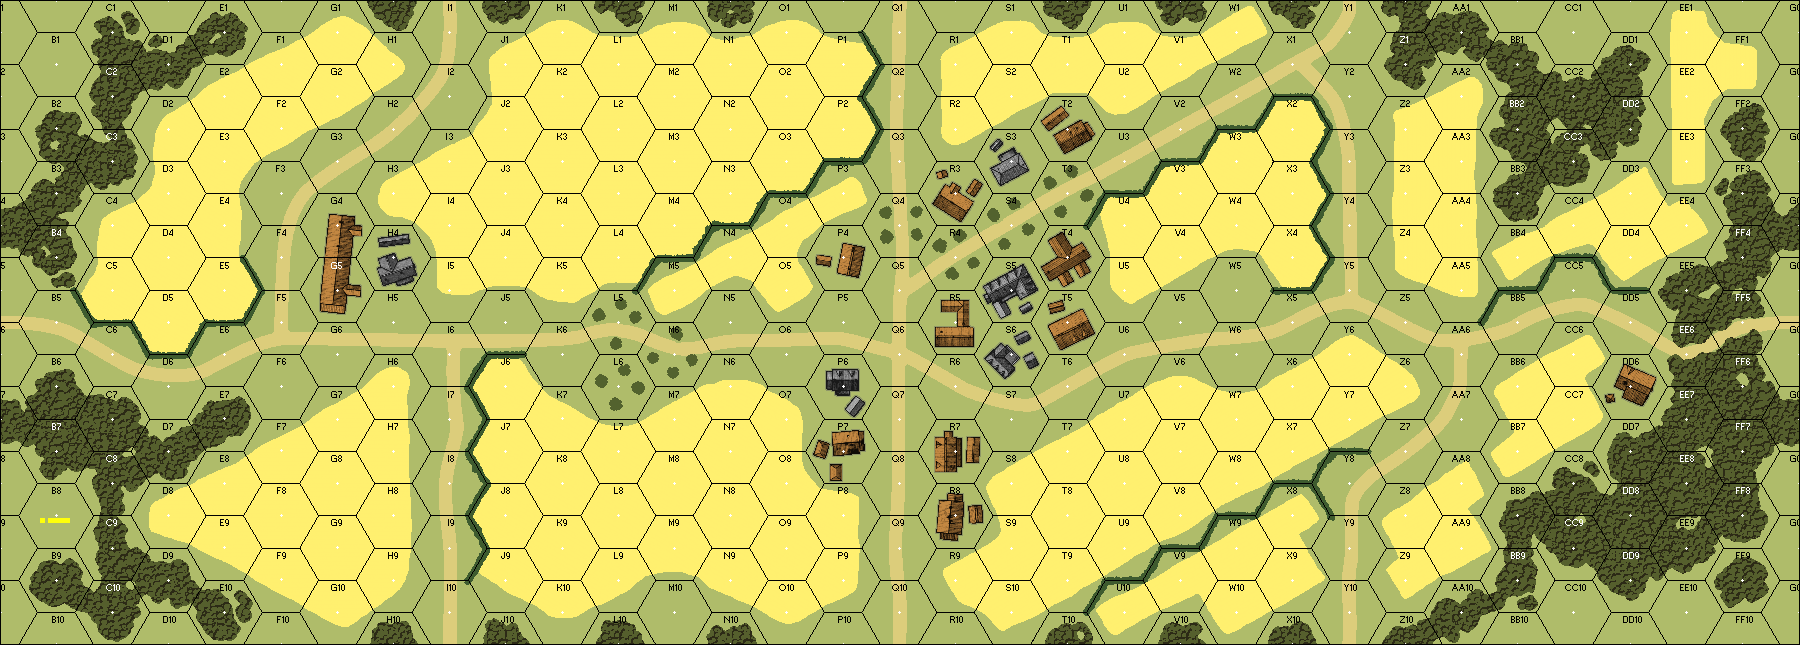 C1 E1 G1 I1 K1 M1 O1 Q1 S1 U1 W1 Y1 AA1 CC1 EE1
B1 D1 F1 H1 J1 L1 N1 P1 R1 T1 V1 X1 Z1 BB1 DD1 FF1
C2 E2 G2 I2 K2 M2 O2 Q2 S2 U2 W2 Y2 AA2 CC2 EE2
B2 D2 F2 H2 J2 L2 N2 P2 R2 T2 V2 X2 Z2 BB2 DD2 FF2
C3 E3 G3 I3 K3 M3 O3 Q3 S3 U3 W3 Y3 AA3 CC3 EE3
B3 D3 F3 H3 J3 L3 N3 P3 R3 T3 V3 X3 Z3 BB3 DD3 FF3
C4 E4 G4 I4 K4 M4 O4 Q4 S4 U4 W4 Y4 AA4 CC4 EE4
B4 D4 F4 H4 J4 L4 N4 P4 R4 T4 V4 X4 Z4 BB4 DD4 FF4
C5 E5 G5 I5 K5 M5 O5 Q5 S5 U5 W5 Y5 AA5 CC5 EE5
B5 D5 F5 H5 J5 L5 N5 P5 R5 T5 V5 X5 Z5 BB5 DD5 FF5
C6 E6 G6 I6 K6 M6 O6 Q6 S6 U6 W6 Y6 AA6 CC6 EE6
B6 D6 F6 H6 J6 L6 N6 P6 R6 T6 V6 X6 Z6 BB6 DD6 FF6
C7 E7 G7 I7 K7 M7 O7 Q7 S7 U7 W7 Y7 AA7 CC7 EE7
B7 D7 F7 H7 J7 L7 N7 P7 R7 T7 V7 X7 Z7 BB7 DD7 FF7
C8 E8 G8 I8 K8 M8 O8 Q8 S8 U8 W8 Y8 AA8 CC8 EE8
B8 D8 F8 H8 J8 L8 N8 P8 R8 T8 V8 X8 Z8 BB8 DD8 FF8
C9 E9 G9 I9 K9 M9 O9 Q9 S9 U9 W9 Y9 AA9 CC9 EE9
B9 D9 F9 H9 J9 L9 N9 P9 R9 T9 V9 X9 Z9 BB9 DD9 FF9
C10 E10 G10 I10 K10 M10 O10 Q10 S10 U10 W10 Y10 AA10 CC10 EE10
B10 D10 F10 H10 J10 L10 N10 P10 R10 T10 V10 X10 Z10 BB10 DD10 FF10